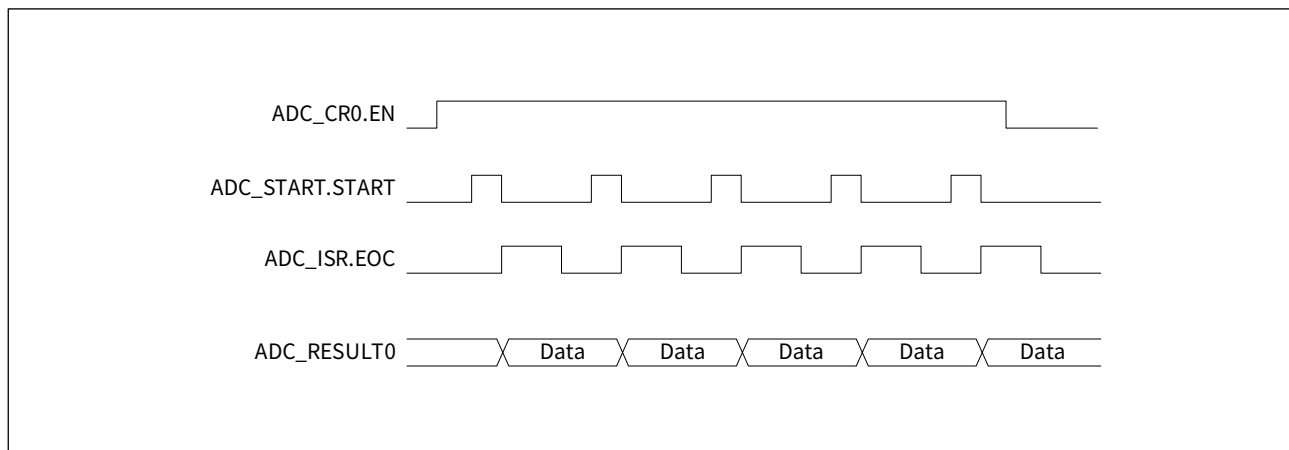 ADC_CR0.EN
ADC_START.START
ADC_ISR.EOC
ADC_RESULT0 Data Data Data Data Data